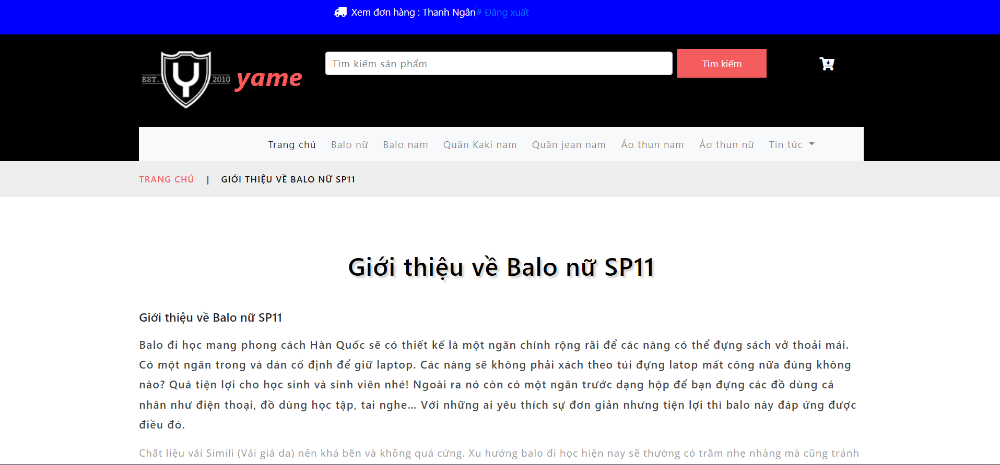 Xem đơn hàng : Thanh Ngân# Đăng xuất
EST. Y 2010 yame
Tìm kiếm sản phẩm
Tìm kiếm
Trang chủ Balo nữ Balo nam Quần Kaki nam Quần jean nam Áo thun nam Áo thun nữ Tin tức
TRANG CHỦ | GIỚI THIỆU VỀ BALO NỮ SP11
Giới thiệu về Balo nữ SP11
Giới thiệu về Balo nữ SP11
Balo đi học mang phong cách Hàn Quốc sẽ có thiết kế là một ngăn chính rộng rãi để các nàng có thể đựng sách vở thoải mái.
Có một ngăn trong và dán cố định để giữ laptop. Các nàng sẽ không phải xách theo túi đựng latop mất công nữa đúng không
nào? Quá tiện lợi cho học sinh và sinh viên nhé! Ngoài ra nó còn có một ngăn trước dạng hộp để bạn đựng các đồ dùng cá
nhân như điện thoại, đồ dùng học tập, tai nghe... Với những ai yêu thích sự đơn giản nhưng tiện lợi thì balo này đáp ứng được
điều đó.
Chất liệu vải Simili (Vải giả da) nên khá bền và không quá cứng. Xu hướng balo đi học hiện nay sẽ thường có trầm nhẹ nhàng mà cũng tránh